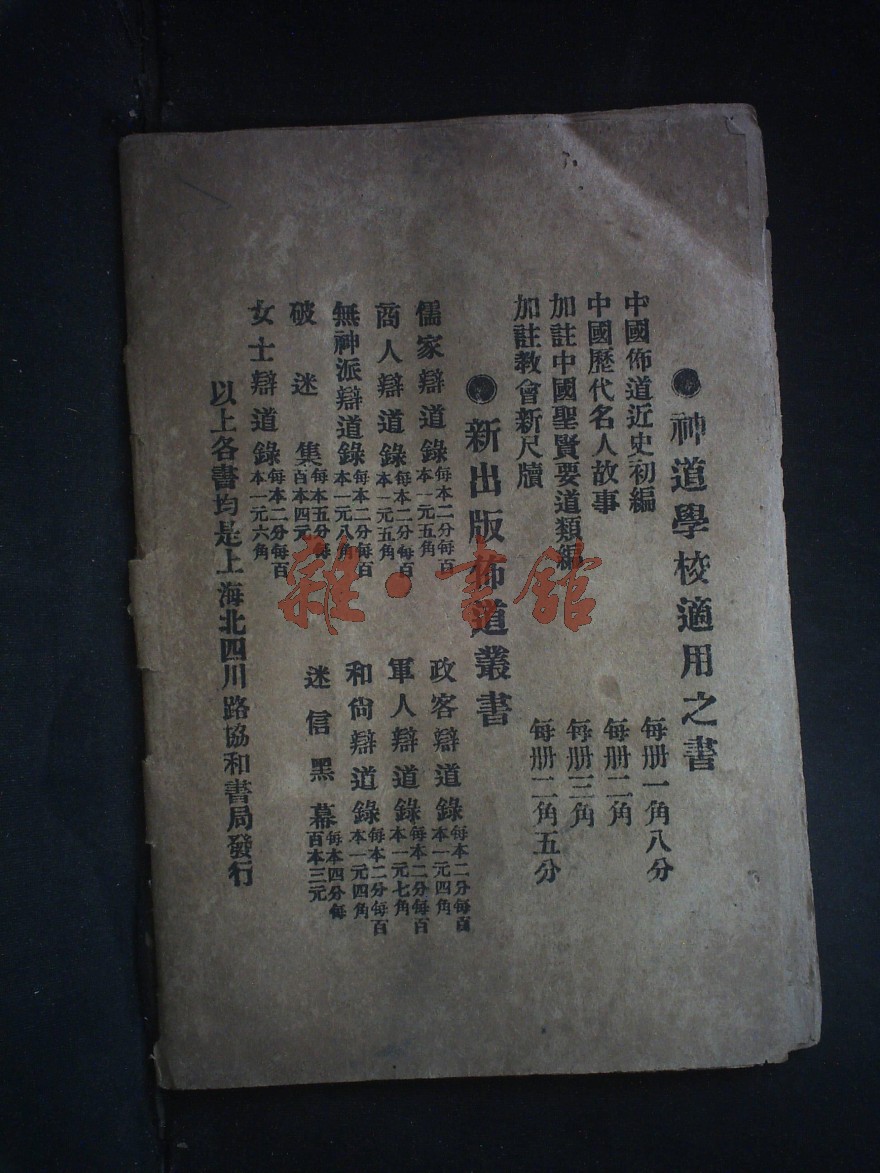 神道學校適用之書
中國佈道近史初編 每册一角八分
中國歷代名人故事 每册二角
加註中國聖賢要道類編 每册三角
加註教會新尺牘 每册二角五分
新出版佈道叢書
儒家辯道錄 每本二分每百本一元五角
政客辯道錄 每本二分每百本一元四角
商人辯道錄 每本二分每百本一元五角
軍人辯道錄 每本二分每百本一元七角
無神派辯道錄 每本二分每百本一元八角
和尙辯道錄 每本二分每百本一元四角
破迷集 每本五分每百本四元
迷信黑幕 每本四分每百本三元
女士辯道錄 每本二分每百本一元六角
以上各書均是上海北四川路協和書局發行
雜·書館